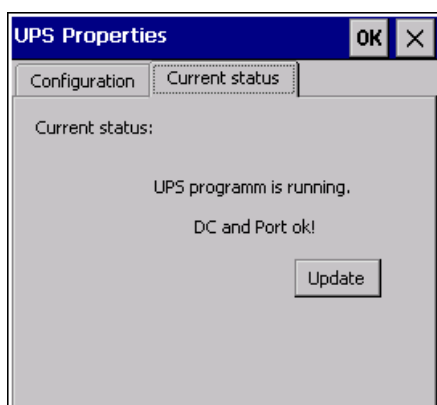 UPS Properties OK
Configuration Current status
Current status:
UPS programm is running.
DC and Port ok!
Update